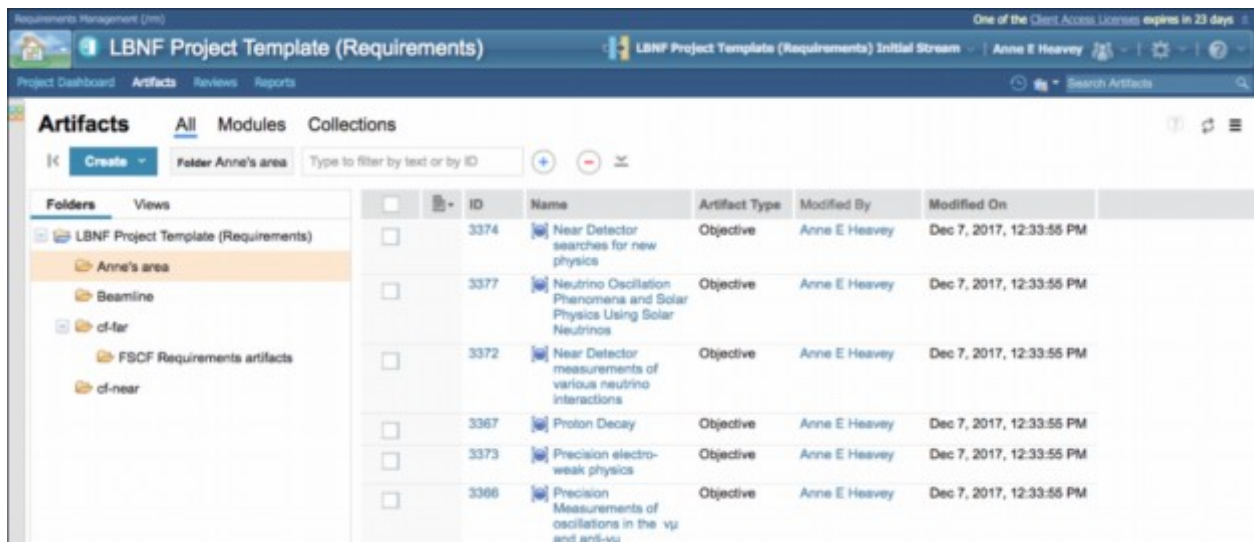 Requirements Management (/rm)
One of the Client Access Licenses expires in 23 days
LBNF Project Template (Requirements)
LBNF Project Template (Requirements) Initial Stream
Anne E Heavey
Project Dashboard Artifacts Reviews Reports
Search Artifacts
Artifacts All Modules Collections
Create
Folder Anne's area
Type to filter by text or by ID
Folders Views
LBNF Project Template (Requirements)
Anne's area
Beamline
cf-far
FSCF Requirements artifacts
cf-near
ID Name Artifact Type Modified By Modified On
3374 Near Detector Objective Anne E Heavey Dec 7, 2017, 12:33:55 PM
searches for new
physics
3377 Neutrino Oscillation Objective Anne E Heavey Dec 7, 2017, 12:33:55 PM
Phenomena and Solar
Physics Using Solar
Neutrinos
3372 Near Detector Objective Anne E Heavey Dec 7, 2017, 12:33:55 PM
measurements of
various neutrino
interactions
3367 Proton Decay Objective Anne E Heavey Dec 7, 2017, 12:33:55 PM
3373 Precision electro- Objective Anne E Heavey Dec 7, 2017, 12:33:55 PM
weak physics
3366 Precision Objective Anne E Heavey Dec 7, 2017, 12:33:55 PM
Measurements of
oscillations in the νμ
and anti-νμ